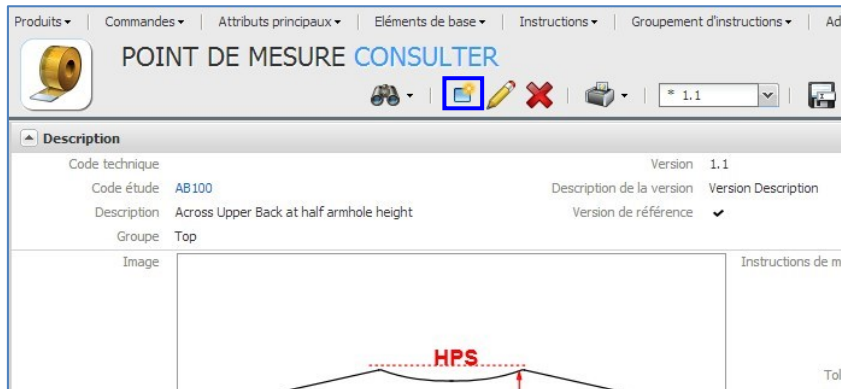 Produits Commandes Attributs principaux Eléments de base Instructions Groupement d'instructions Ad
POINT DE MESURE CONSULTER
* 1.1
Description
Code technique Version 1.1
Code étude AB100 Description de la version Version Description
Description Across Upper Back at half armhole height Version de référence ✔
Groupe Top
Image Instructions de m
HPS
Tol